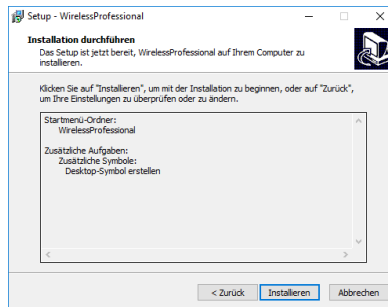 Setup - WirelessProfessional
Installation durchführen
Das Setup ist jetzt bereit, WirelessProfessional auf Ihrem Computer zu
installieren.
Klicken Sie auf "Installieren", um mit der Installation zu beginnen, oder auf "Zurück",
um Ihre Einstellungen zu überprüfen oder zu ändern.
Startmenü-Ordner:
WirelessProfessional
Zusätzliche Aufgaben:
Zusätzliche Symbole:
Desktop-Symbol erstellen
< Zurück
Installieren
Abbrechen